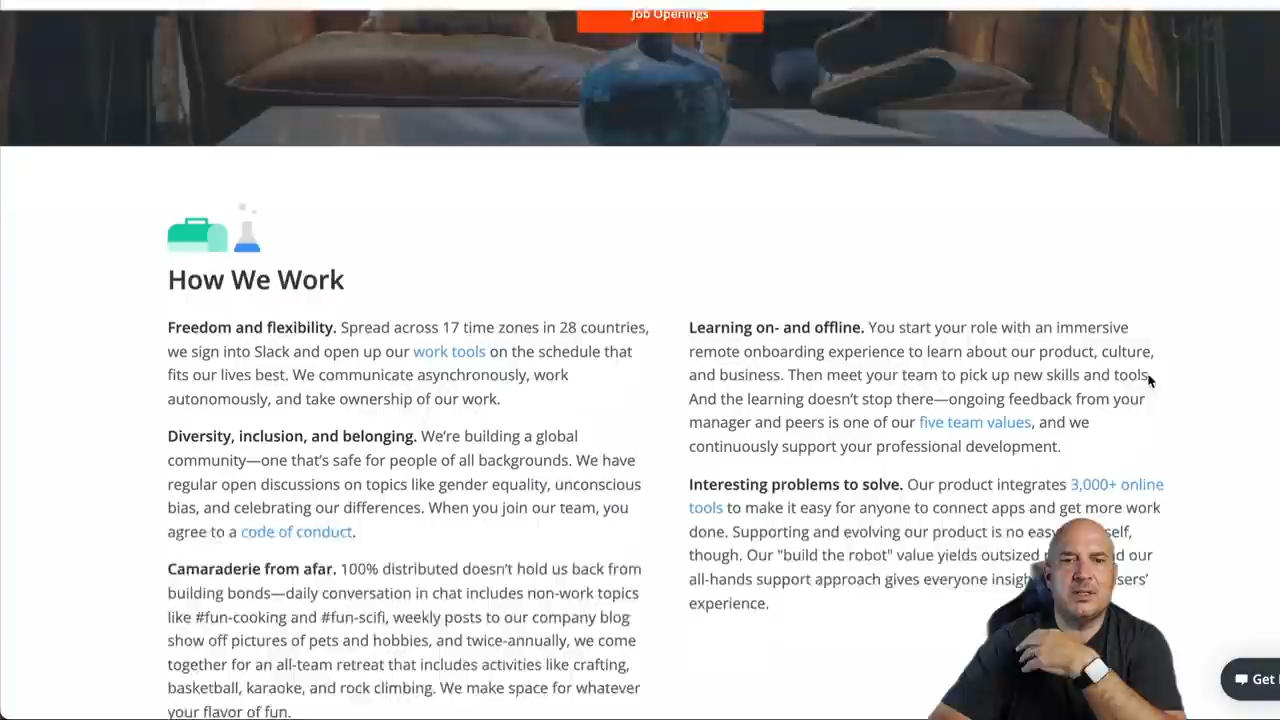 Job Openings
How We Work
Freedom and flexibility. Spread across 17 time zones in 28 countries,
we sign into Slack and open up our work tools on the schedule that
fits our lives best. We communicate asynchronously, work
autonomously, and take ownership of our work.
Diversity, inclusion, and belonging. We’re building a global
community—one that’s safe for people of all backgrounds. We have
regular open discussions on topics like gender equality, unconscious
bias, and celebrating our differences. When you join our team, you
agree to a code of conduct.
Camaraderie from afar. 100% distributed doesn’t hold us back from
building bonds—daily conversation in chat includes non-work topics
like #fun-cooking and #fun-scifi, weekly posts to our company blog
show off pictures of pets and hobbies, and twice-annually, we come
together for an all-team retreat that includes activities like crafting,
basketball, karaoke, and rock climbing. We make space for whatever
your flavor of fun.
Learning on- and offline. You start your role with an immersive
remote onboarding experience to learn about our product, culture,
and business. Then meet your team to pick up new skills and tools.
And the learning doesn’t stop there—ongoing feedback from your
manager and peers is one of our five team values, and we
continuously support your professional development.
Interesting problems to solve. Our product integrates 3,000+ online
tools to make it easy for anyone to connect apps and get more work
done. Supporting and evolving our product is no easy
though. Our "build the robot" value yields outsized our
all-hands support approach gives everyone
experience.
Get